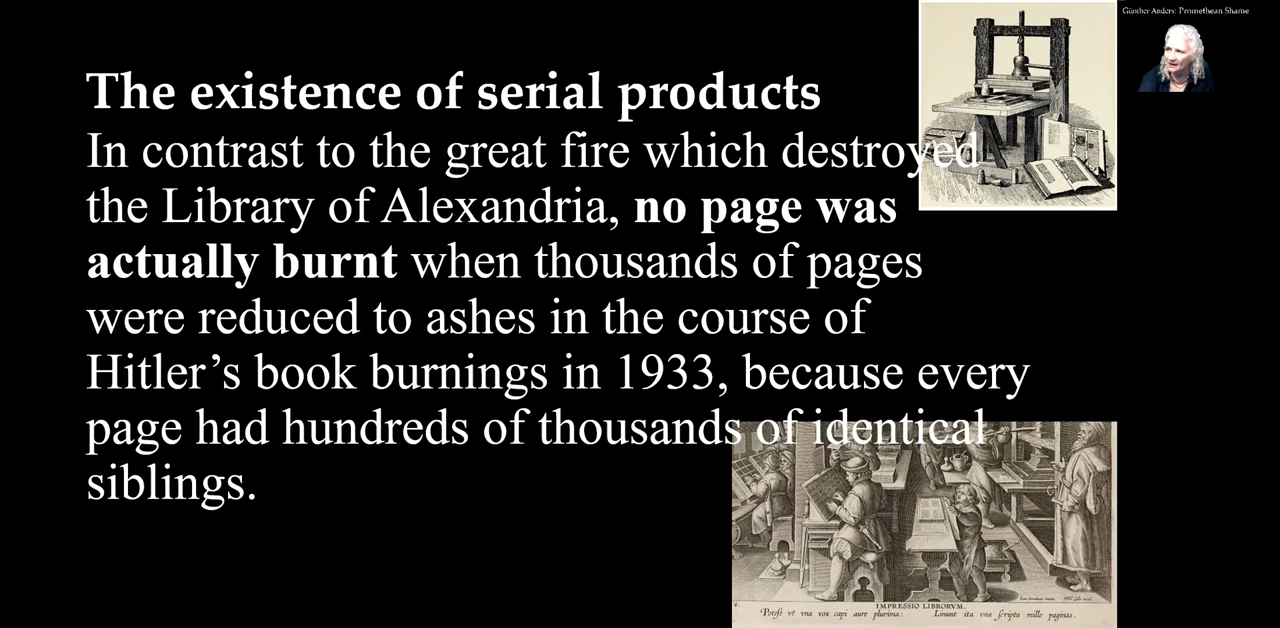 Günther Anders: Promethean Shame
The existence of serial products
In contrast to the great fire which destroyed
the Library of Alexandria, no page was
actually burnt when thousands of pages
were reduced to ashes in the course of
Hitler’s book burnings in 1933, because every
page had hundreds of thousands of identical
siblings.
IMPRESSIO LIBRORVM.
Potest vt vna vox capi aure plurima: Linunt ita vna scripta mille paginas.